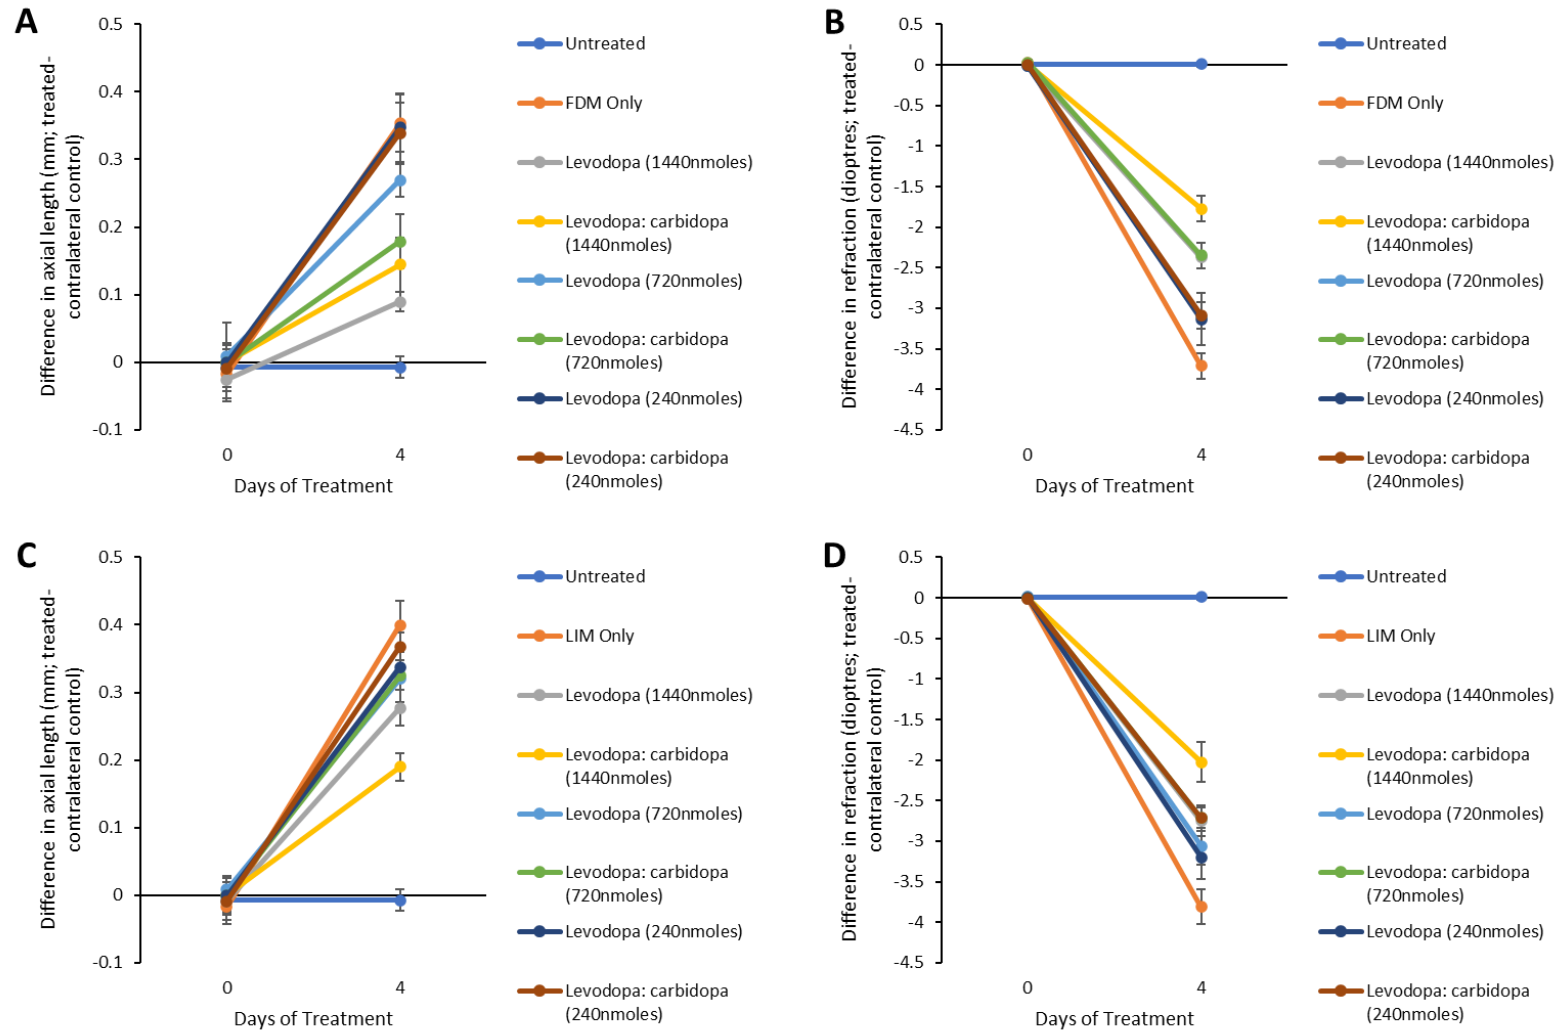 A
Difference in axial length (mm; treated-
contralateral control)
0.5
0.4
0.3
0.2
0.1
0
-0.1
0
4
Days of Treatment
Untreated
FDM Only
Levodopa (1440nmoles)
Levodopa: carbidopa
(1440nmoles)
Levodopa (720nmoles)
Levodopa: carbidopa
(720nmoles)
Levodopa (240nmoles)
Levodopa: carbidopa
(240nmoles)
B
Difference in refraction (dioptres; treated-
contralateral control)
0.5
0
-0.5
-1
-1.5
-2
-2.5
-3
-3.5
-4
-4.5
0
4
Days of Treatment
Untreated
FDM Only
Levodopa (1440nmoles)
Levodopa: carbidopa
(1440nmoles)
Levodopa (720nmoles)
Levodopa: carbidopa
(720nmoles)
Levodopa (240nmoles)
Levodopa: carbidopa
(240nmoles)
C
Difference in axial length (mm; treated-
contralateral control)
0.5
0.4
0.3
0.2
0.1
0
-0.1
0
4
Days of Treatment
Untreated
LIM Only
Levodopa (1440nmoles)
Levodopa: carbidopa
(1440nmoles)
Levodopa (720nmoles)
Levodopa: carbidopa
(720nmoles)
Levodopa (240nmoles)
Levodopa: carbidopa
(240nmoles)
D
Difference in refraction (dioptres; treated-
contralateral control)
0.5
0
-0.5
-1
-1.5
-2
-2.5
-3
-3.5
-4
-4.5
0
4
Days of Treatment
Untreated
LIM Only
Levodopa (1440nmoles)
Levodopa: carbidopa
(1440nmoles)
Levodopa (720nmoles)
Levodopa: carbidopa
(720nmoles)
Levodopa (240nmoles)
Levodopa: carbidopa
(240nmoles)